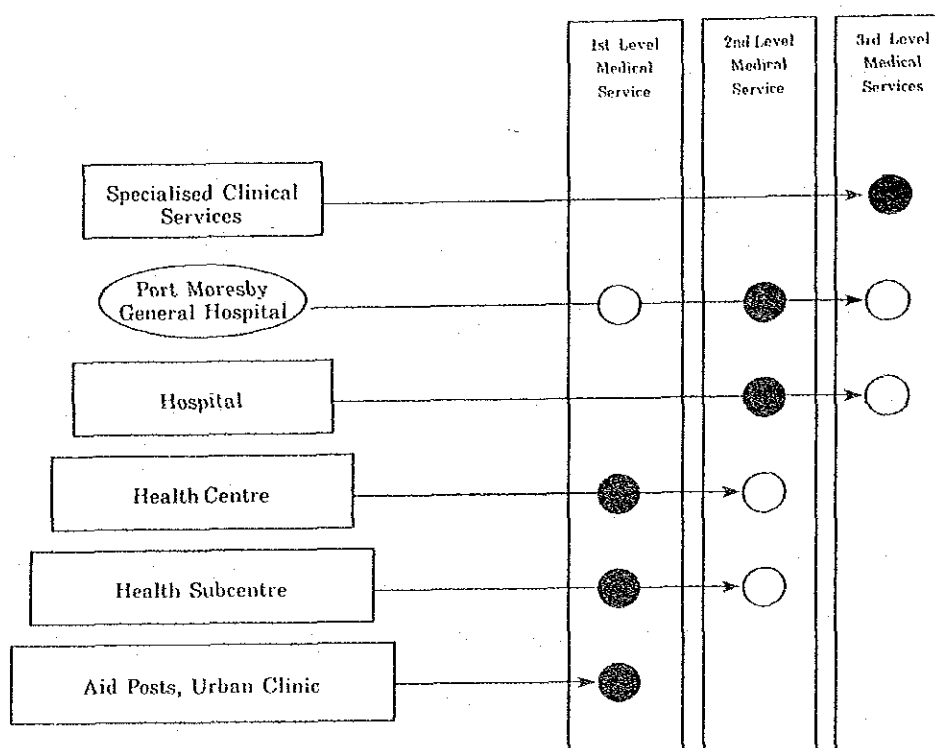 1st Level
Medical
Service
2nd Level
Medical
Service
3rd Level
Medical
Services
Specialised Clinical
Services
Port Moresby
General Hospital
Hospital
Health Centre
Health Subcentre
Aid Posts, Urban Clinic